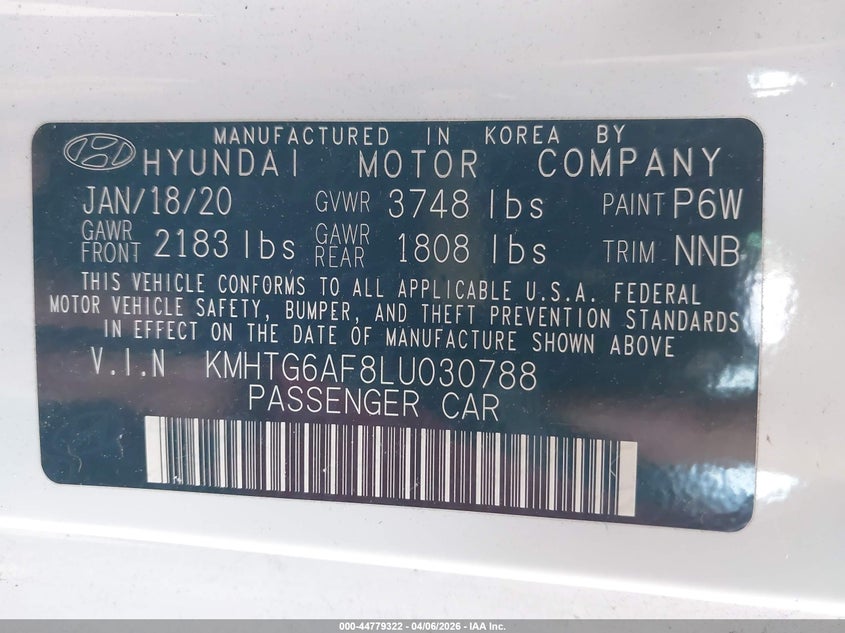 MANUFACTURED IN KOREA BY
HYUNDAI MOTOR COMPANY
JAN/18/20 GVWR 3748 lbs PAINT P6W
GAWR FRONT 2183 lbs GAWR REAR 1808 lbs TRIM NNB
THIS VEHICLE CONFORMS TO ALL APPLICABLE U.S.A. FEDERAL
MOTOR VEHICLE SAFETY, BUMPER, AND THEFT PREVENTION STANDARDS
IN EFFECT ON THE DATE OF MANUFACTURE SHOWN ABOVE
V.I.N KMHTG6AF8LU030788
PASSENGER CAR
000-44779322 - 04/06/2026 - IAA Inc.